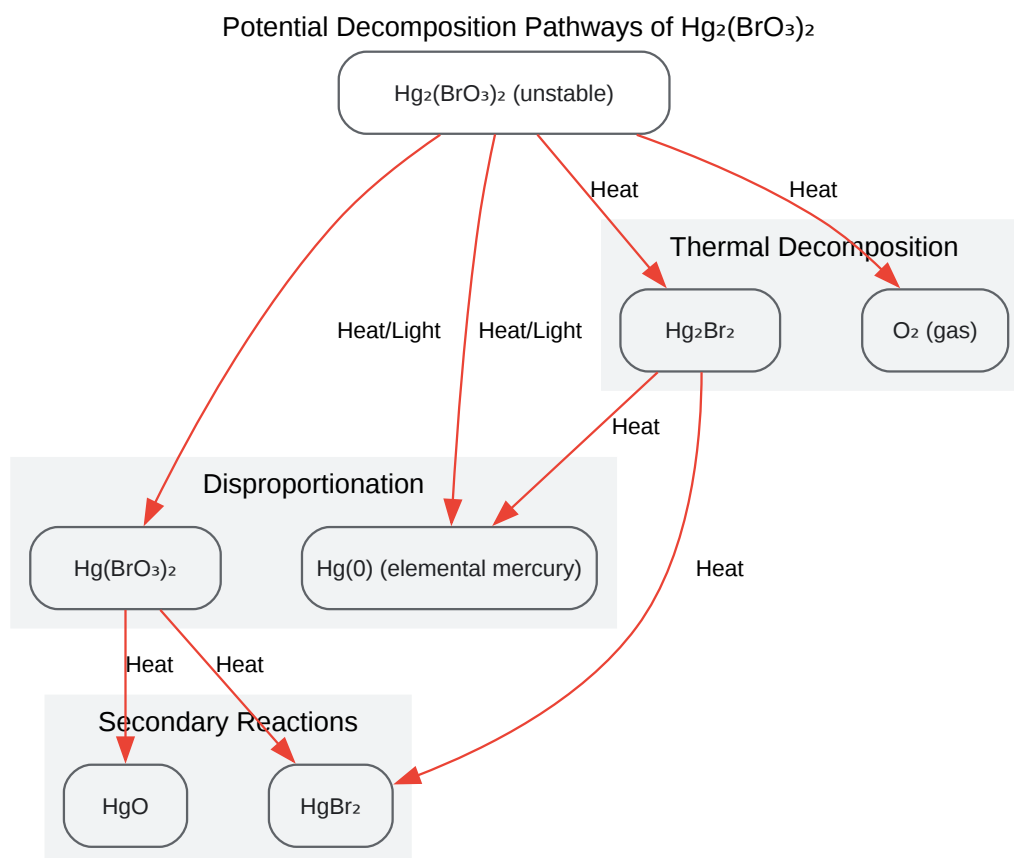 Potential Decomposition Pathways of Hg₂(BrO₃)₂
Hg₂(BrO₃)₂ (unstable)
Heat
Heat
Thermal Decomposition
Hg₂Br₂
O₂ (gas)
Heat/Light
Heat/Light
Heat
Disproportionation
Hg(BrO₃)₂
Hg(0) (elemental mercury)
Heat
Heat
Heat
Secondary Reactions
HgO
HgBr₂